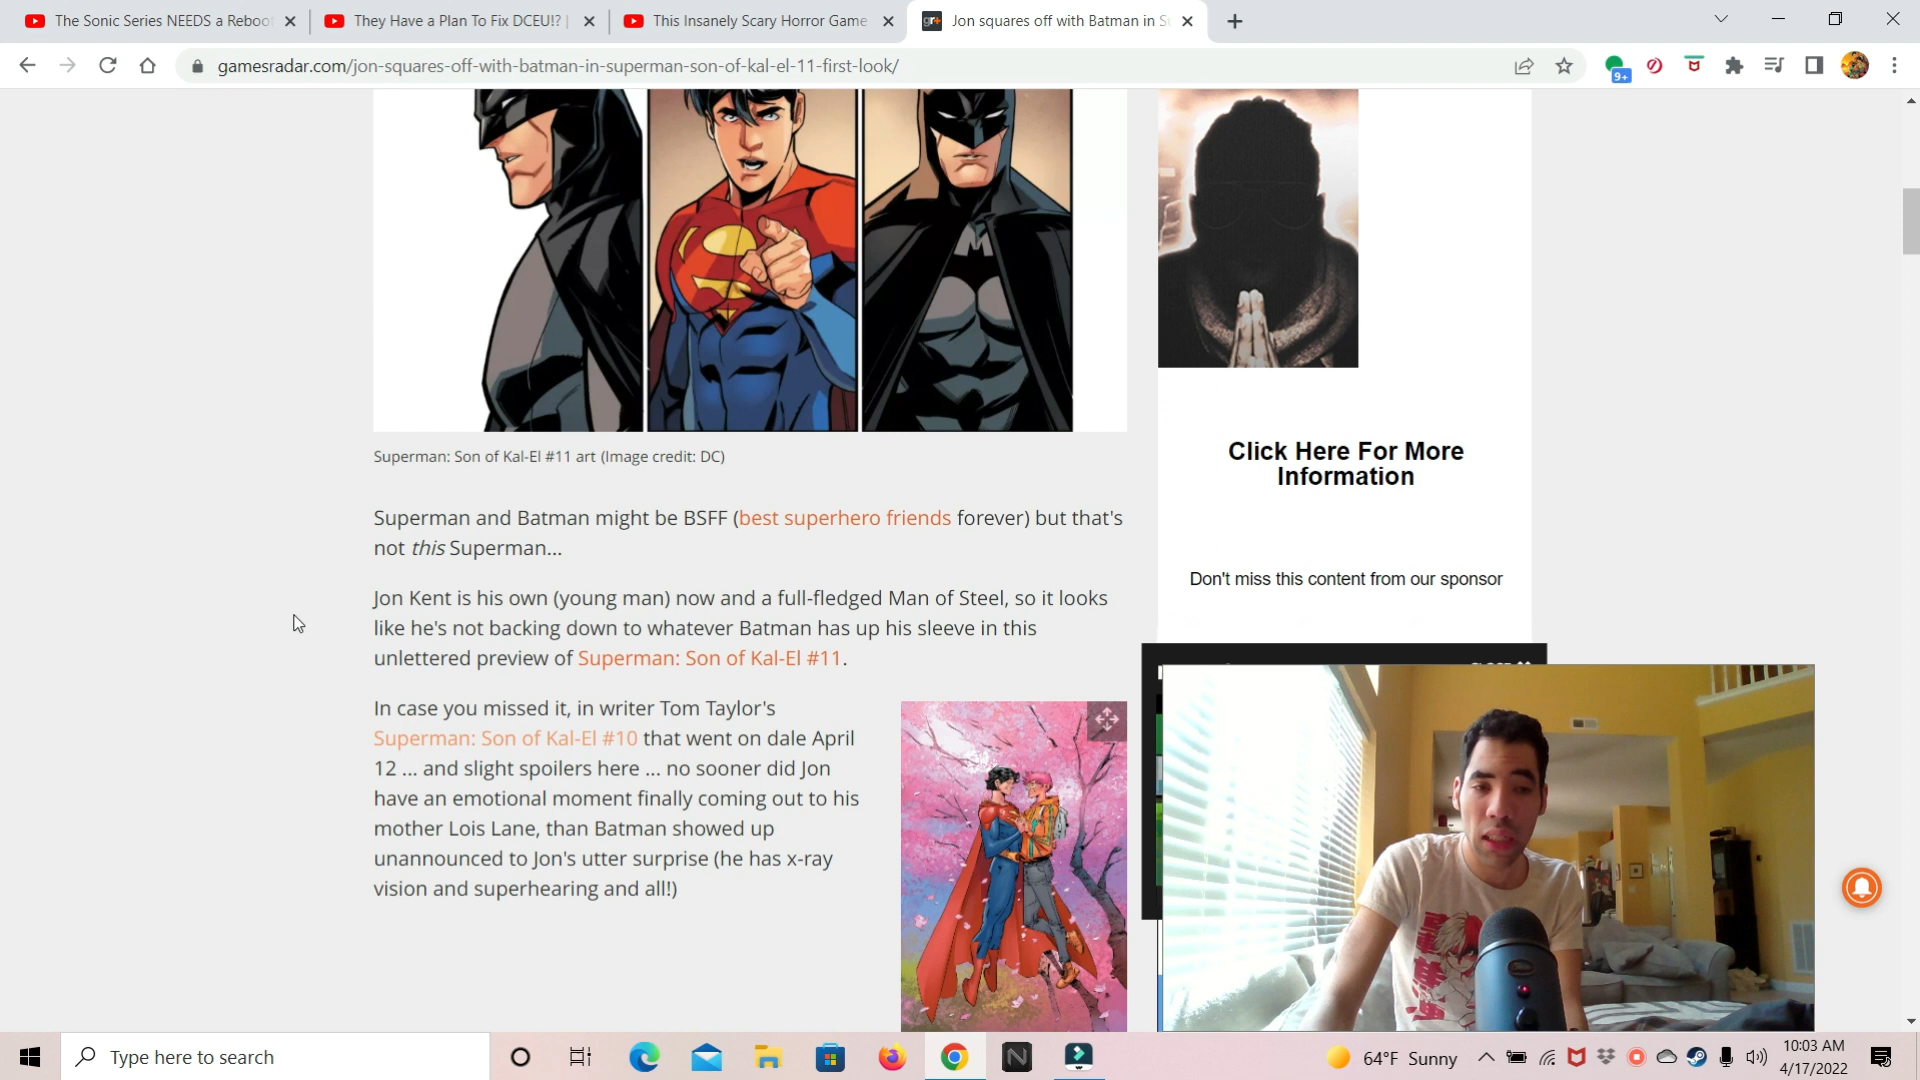 The Sonic Series NEEDS a Reboo
They Have a Plan To Fix DCEU!? |
This Insanely Scary Horror Game
gr+ Jon squares off with Batman in S
gamesradar.com/jon-squares-off-with-batman-in-superman-son-of-kal-el-11-first-look/
9+
Superman: Son of Kal-El #11 art (Image credit: DC)
Superman and Batman might be BSFF (best superhero friends forever) but that's
not this Superman...
Jon Kent is his own (young man) now and a full-fledged Man of Steel, so it looks
like he's not backing down to whatever Batman has up his sleeve in this
unlettered preview of Superman: Son of Kal-El #11.
In case you missed it, in writer Tom Taylor's
Superman: Son of Kal-El #10 that went on dale April
12 ... and slight spoilers here ... no sooner did Jon
have an emotional moment finally coming out to his
mother Lois Lane, than Batman showed up
unannounced to Jon's utter surprise (he has x-ray
vision and superhearing and all!)
Click Here For More
Information
Don't miss this content from our sponsor
Type here to search
64°F Sunny
10:03 AM
4/17/2022